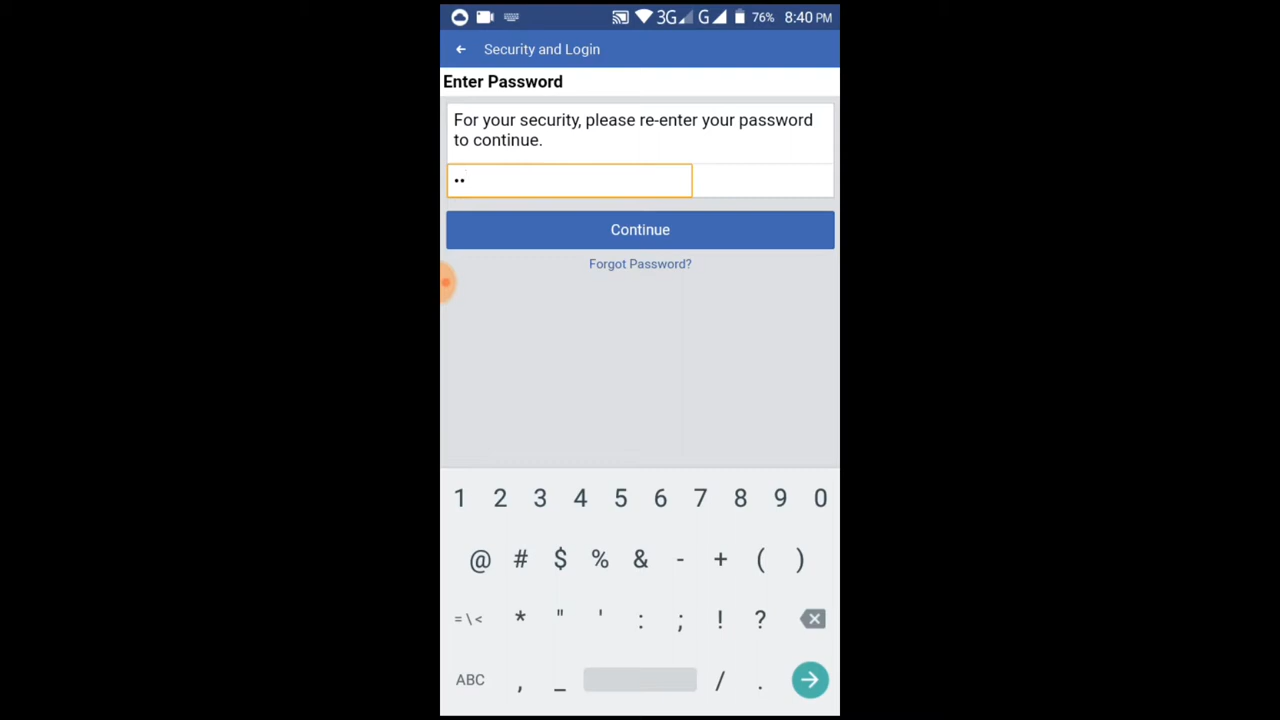 3G G 76% 8:40 PM
Security and Login
Enter Password
For your security, please re-enter your password
to continue.
••
Continue
Forgot Password?
1 2 3 4 5 6 7 8 9 0
@ # $ % & - + ( )
= \ < * " ' : ; ! ?
ABC , _ / .